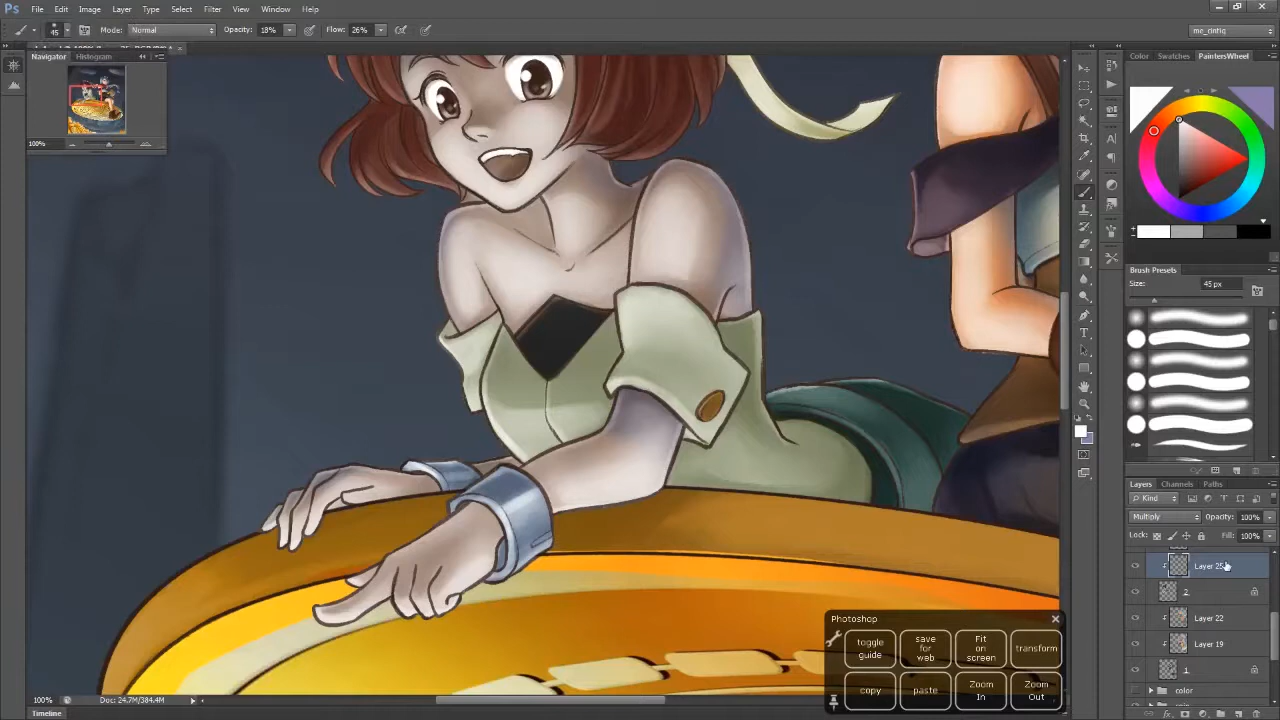 Ps File Edit Image Layer Type Select Filter View Window Help
45 Mode: Normal Opacity: 18% Flow: 26% me_cintiq
Navigator Histogram
100%
Color Swatches PaintersWheel
Brush Presets
Size: 45 px
Layers Channels Paths
Kind
Multiply Opacity: 100%
Lock: Fill: 100%
Layer 25
2
Layer 22
Layer 19
1
color
Photoshop
toggle guide
save for web
Fit on screen
transform
copy
paste
Zoom In
Zoom Out
100% Doc: 24.7M/384.4M
Timeline